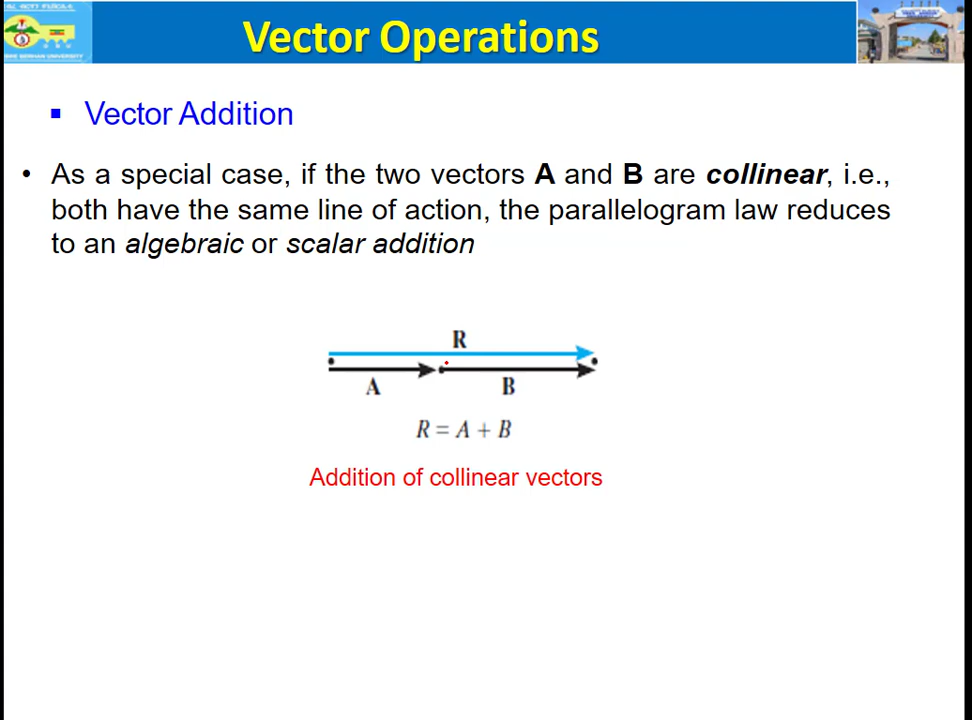 Vector Operations
▪ Vector Addition
• As a special case, if the two vectors A and B are collinear, i.e.,
both have the same line of action, the parallelogram law reduces
to an algebraic or scalar addition
R
A B
R = A + B
Addition of collinear vectors